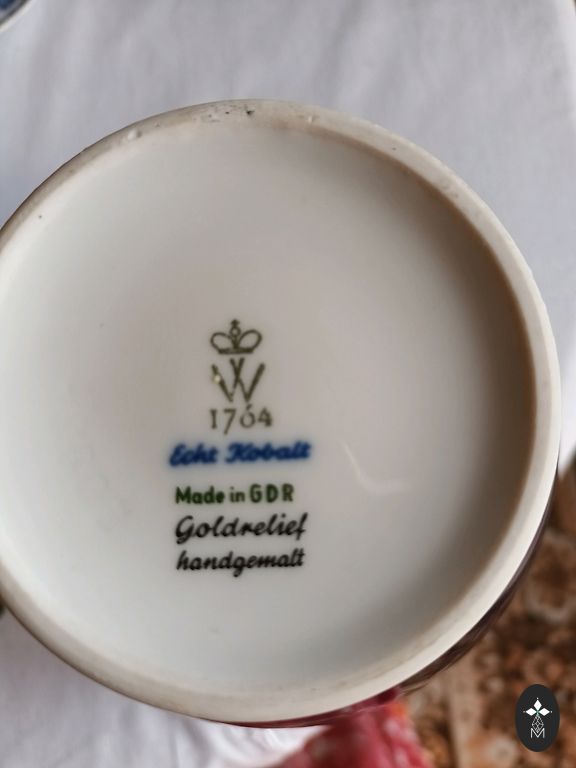 W
1764
Echt Kobalt
Made in GDR
Goldrelief
handgemalt
M